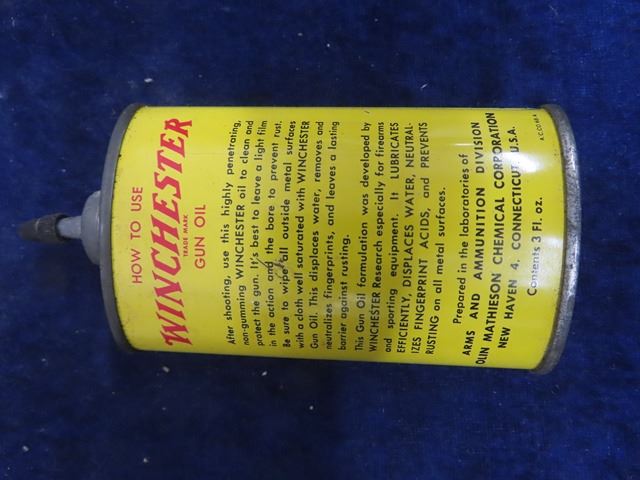 HOW TO USE
WINCHESTER
TRADE MARK
GUN OIL
After shooting, use this highly penetrating,
non-gumming WINCHESTER oil to clean and
protect the gun. It's best to leave a light film
in the action and the bore to prevent rust.
Be sure to wipe all outside metal surfaces
with a cloth well saturated with WINCHESTER
Gun Oil. This displaces water, removes and
neutralizes fingerprints, and leaves a lasting
barrier against rusting.
This Gun Oil formulation was developed by
WINCHESTER Research especially for firearms
and sporting equipment. It LUBRICATES
EFFICIENTLY, DISPLACES WATER, NEUTRAL-
IZES FINGERPRINT ACIDS, and PREVENTS
RUSTING on all metal surfaces.
Prepared in the laboratories of
ARMS AND AMMUNITION DIVISION
OLIN MATHIESON CHEMICAL CORPORATION
NEW HAVEN 4, CONNECTICUT, U.S.A.
Contents 3 Fl. oz.